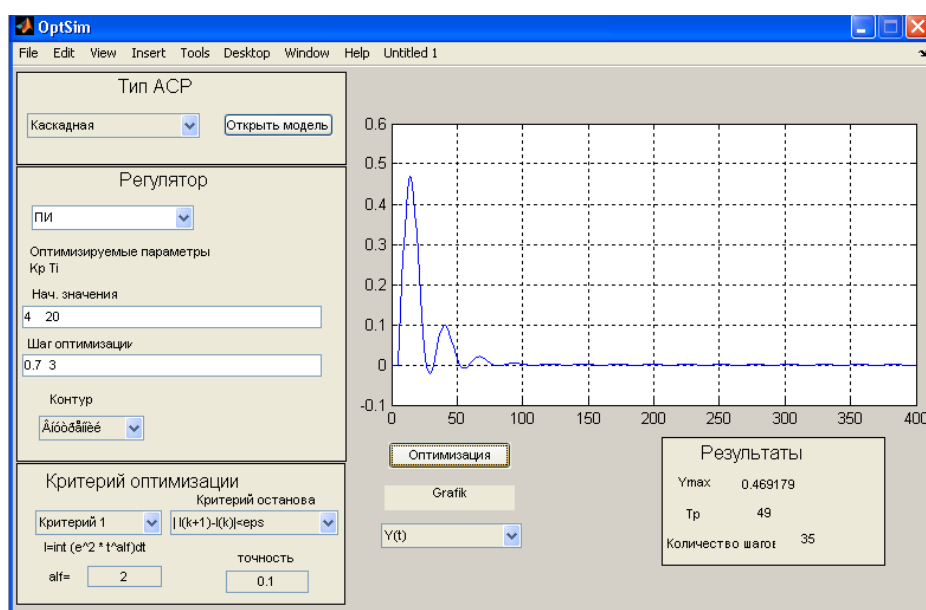 OptSim
File Edit View Insert Tools Desktop Window Help Untitled 1
Тип АСР
Каскадная
Открыть модель
Регулятор
ПИ
Оптимизируемые параметры
Kp Ti
Нач. значения
4 20
Шаг оптимизации
0.7 3
Контур
Âíóòðåííèé
Критерий оптимизации
Критерий останова
Критерий 1
| I(k+1)-I(k)|<eps
I=int (e^2 * t^alf)dt
точность
alf=
2
0.1
0.6
0.5
0.4
0.3
0.2
0.1
0
-0.1
0 50 100 150 200 250 300 350 400
Оптимизация
Grafik
Y(t)
Результаты
Ymax 0.469179
Tp 49
Количество шагов 35